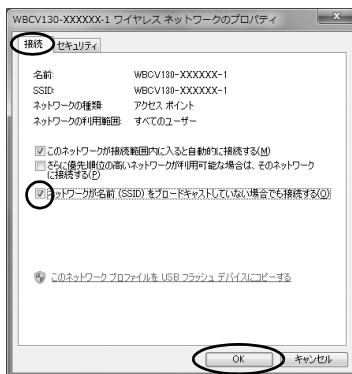 WBCV130-XXXXXX-1 ワイヤレス ネットワークのプロパティ
接続 セキュリティ
名前: WBCV130-XXXXXX-1
SSID: WBCV130-XXXXXX-1
ネットワークの種類: アクセス ポイント
ネットワークの利用範囲: すべてのユーザー
このネットワークが接続範囲内に入ると自動的に接続する(M)
さらに優先順位の高いネットワークが利用可能な場合は、そのネットワーク
に接続する(P)
ネットワークが名前 (SSID) をブロードキャストしていない場合でも接続する(O)
このネットワーク プロファイルを USB フラッシュ デバイスにコピーする
OK キャンセル